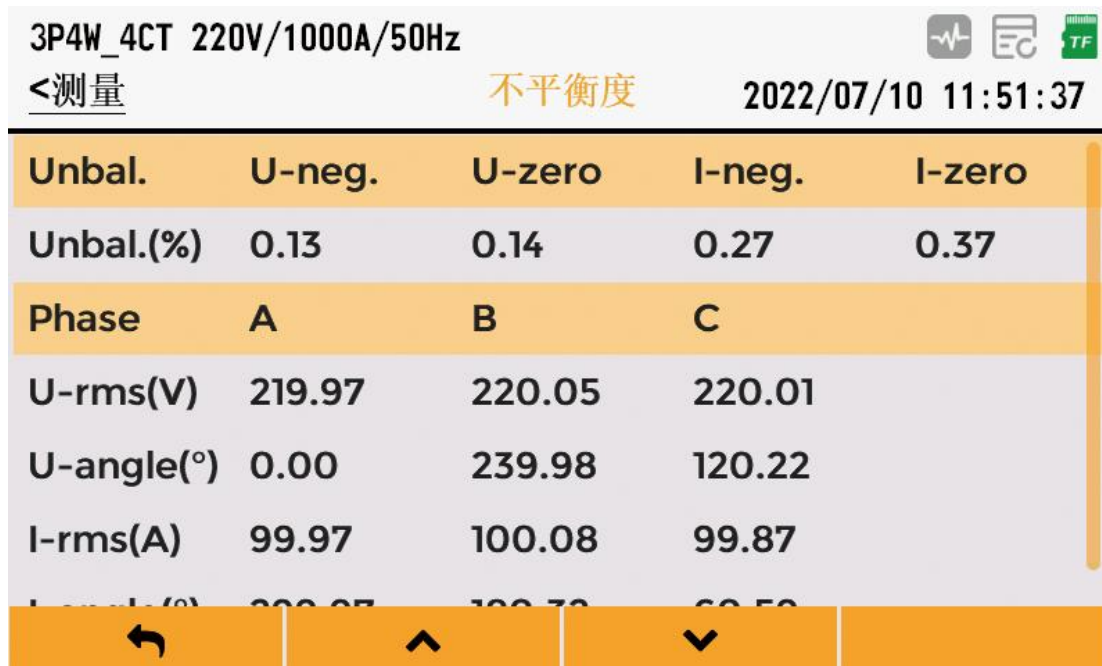 3P4W_4CT 220V/1000A/50Hz
TF
<测量 不平衡度 2022/07/10 11:51:37
Unbal. U-neg. U-zero I-neg. I-zero
Unbal.(%) 0.13 0.14 0.27 0.37
Phase A B C
U-rms(V) 219.97 220.05 220.01
U-angle(°) 0.00 239.98 120.22
I-rms(A) 99.97 100.08 99.87